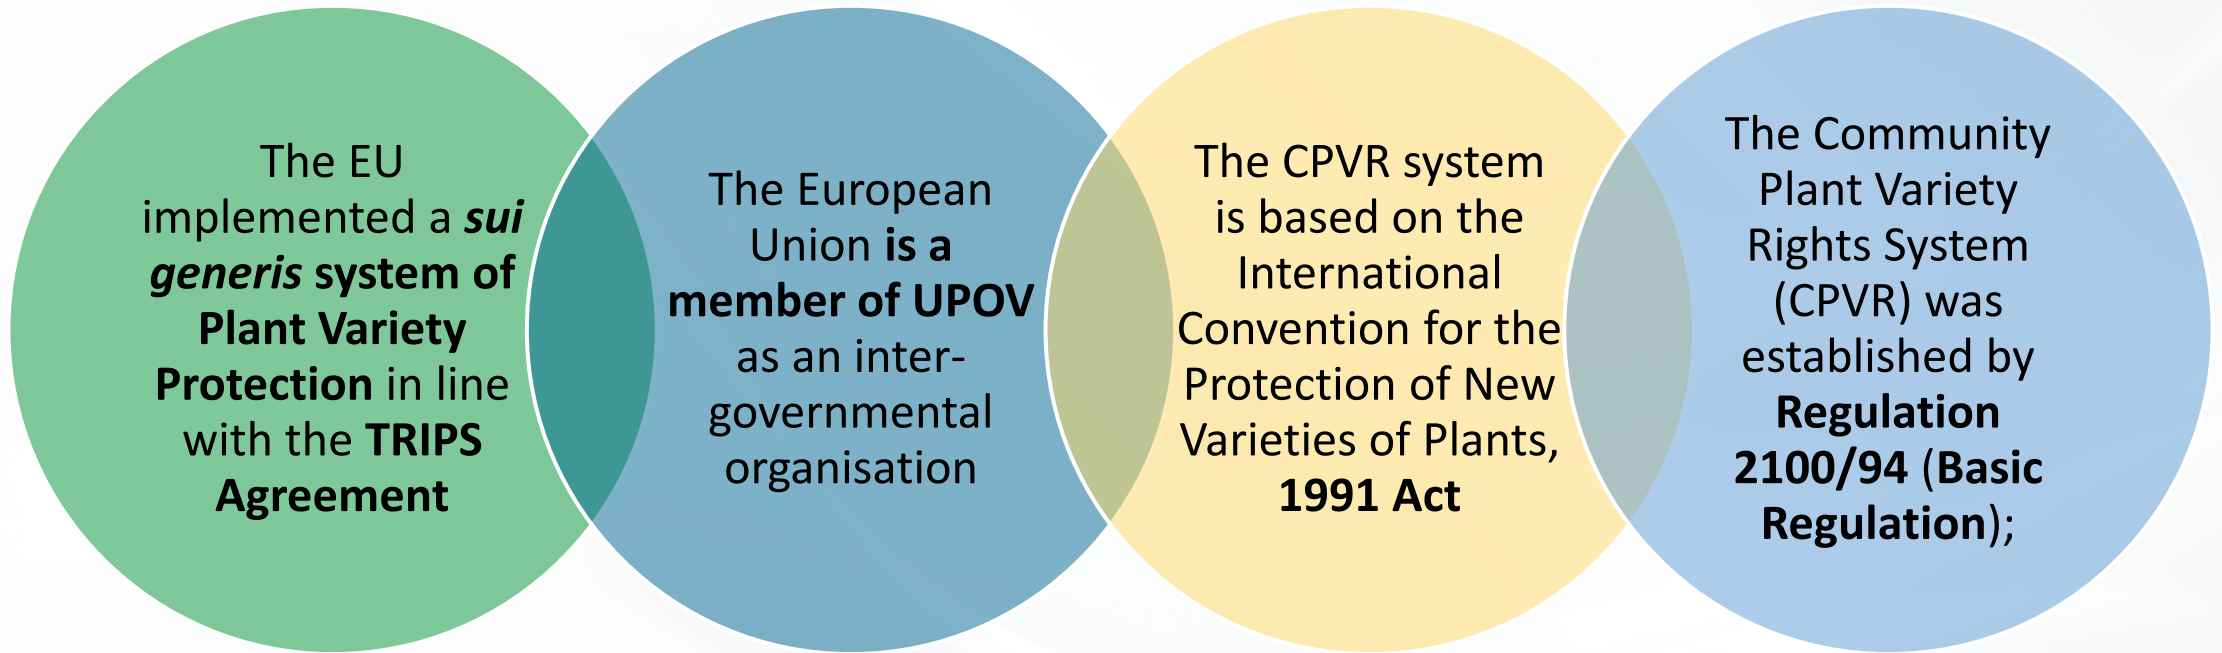 The EU
implemented a sui
generis system of
Plant Variety
Protection in line
with the TRIPS
Agreement
The European
Union is a
member of UPOV
as an inter-
governmental
organisation
The CPVR system
is based on the
International
Convention for the
Protection of New
Varieties of Plants,
1991 Act
The Community
Plant Variety
Rights System
(CPVR) was
established by
Regulation
2100/94 (Basic
Regulation);